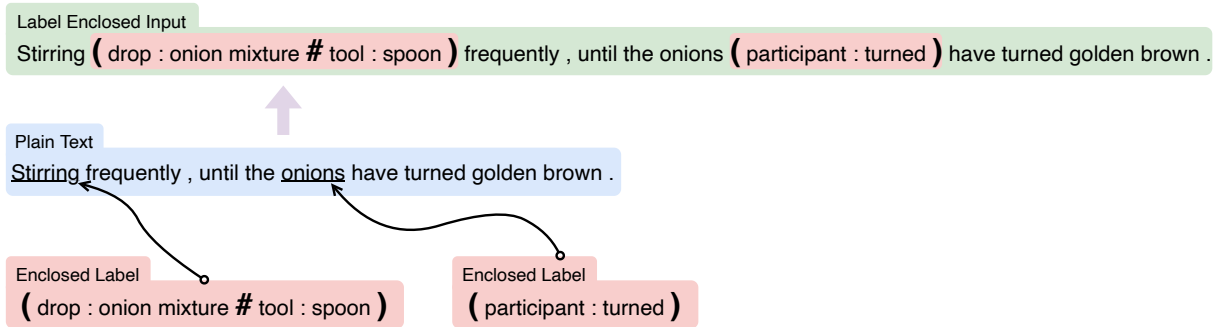 Label Enclosed Input
Stirring ( drop : onion mixture # tool : spoon ) frequently , until the onions ( participant : turned ) have turned golden brown .
Plain Text
Stirring frequently , until the onions have turned golden brown .
Enclosed Label
( drop : onion mixture # tool : spoon )
Enclosed Label
( participant : turned )